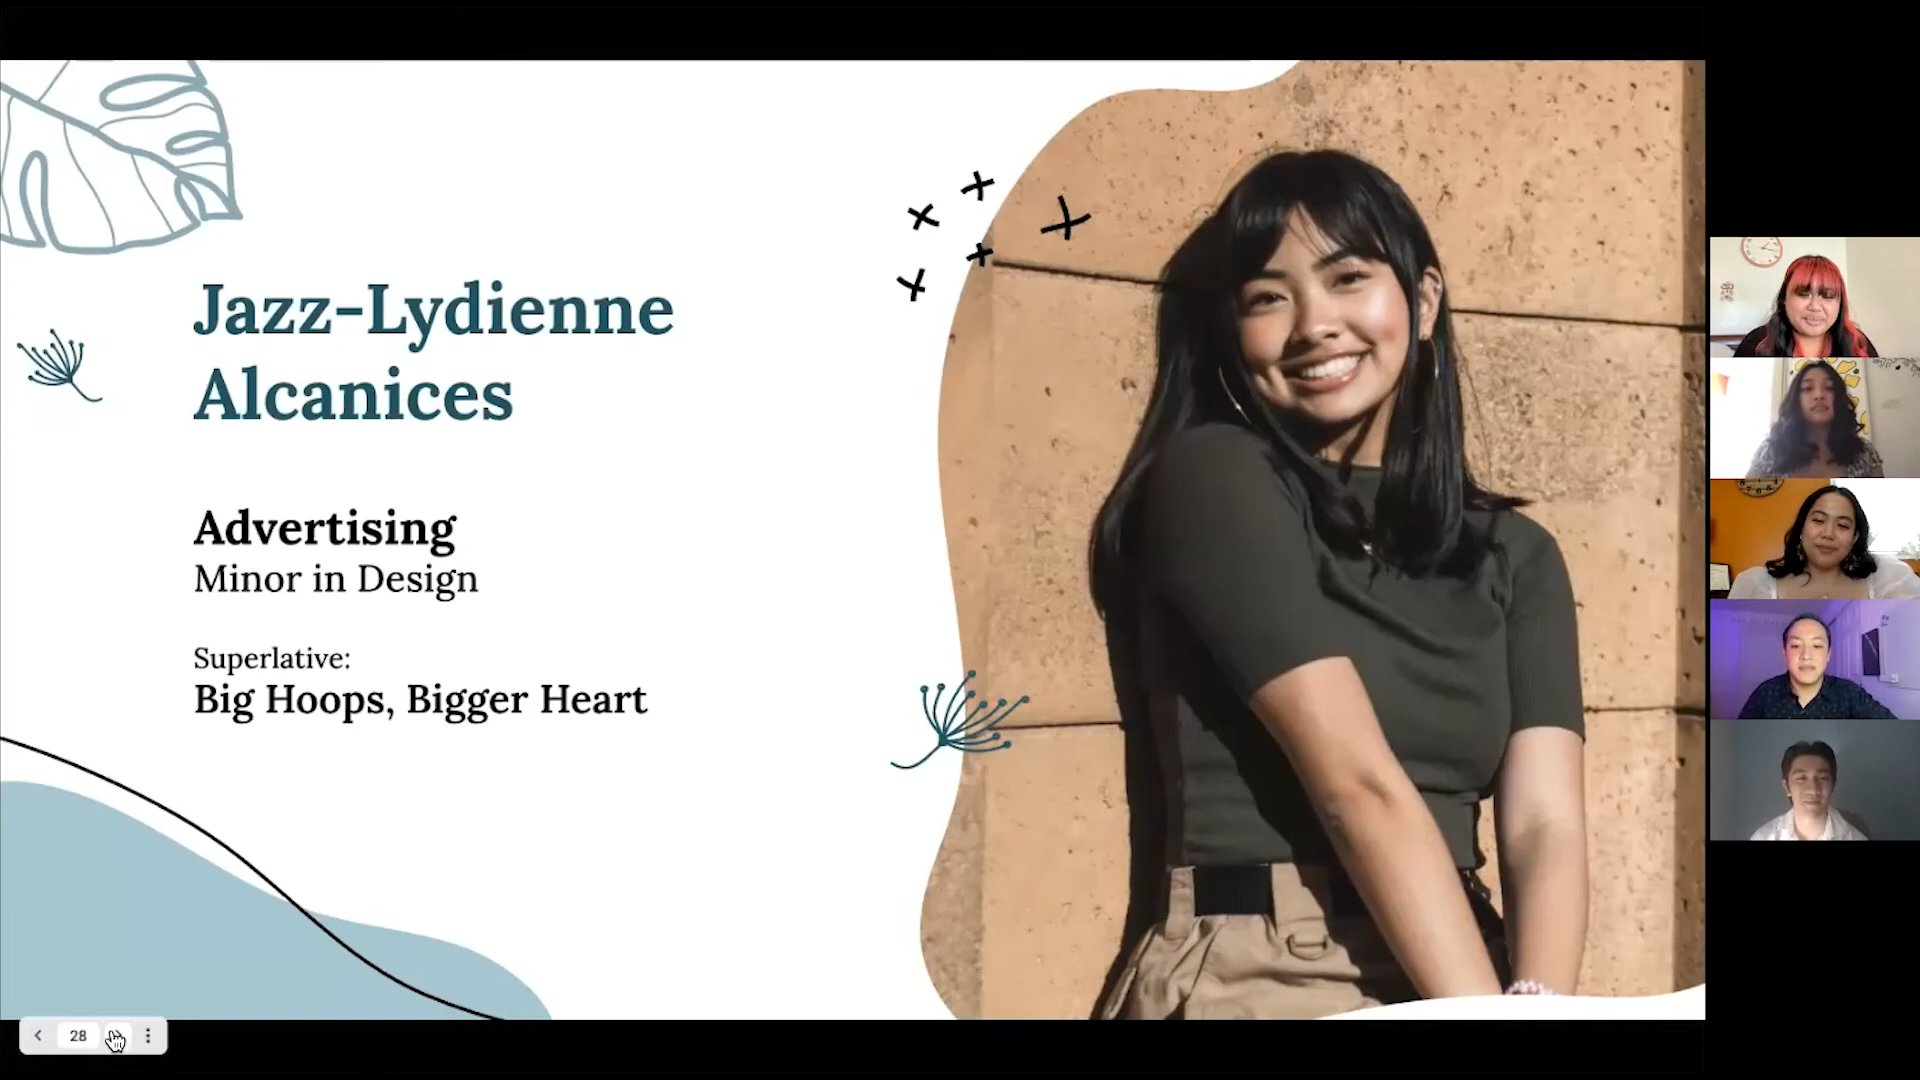 Jazz-Lydienne
Alcanices
Advertising
Minor in Design
Superlative:
Big Hoops, Bigger Heart
28